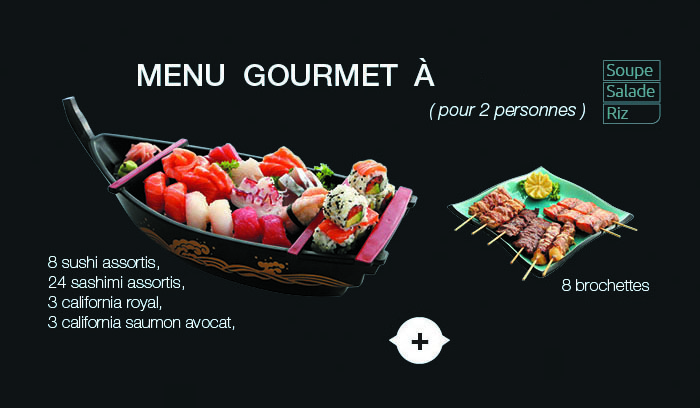 MENU GOURMET À
( pour 2 personnes )
Soupe
Salade
Riz
8 sushi assortis,
24 sashimi assortis,
3 california royal,
3 california saumon avocat,
8 brochettes
+